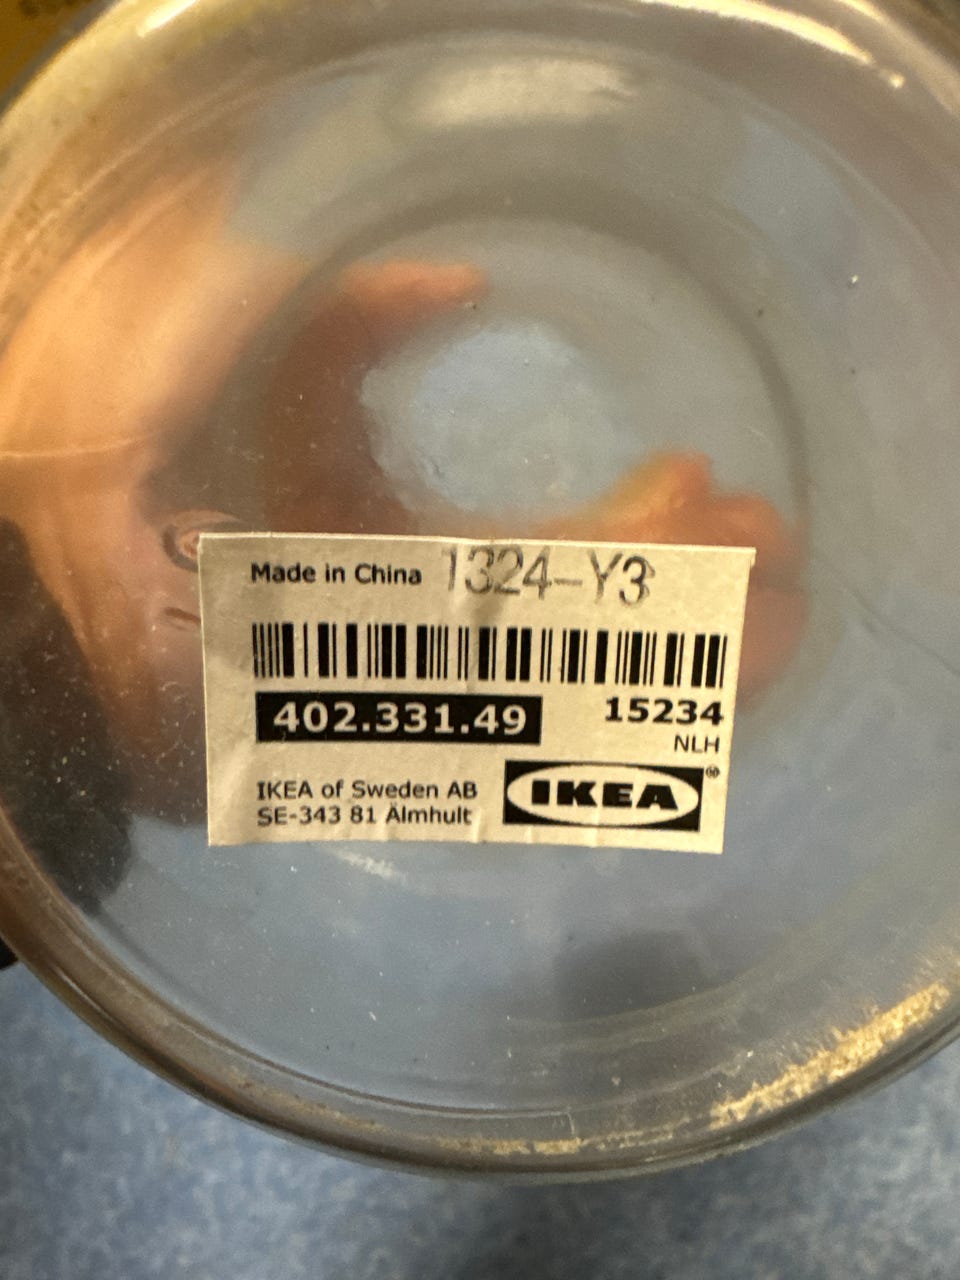 Made in China 1324-Y3
402.331.49 15234
NLH
IKEA of Sweden AB
SE-343 81 Älmhult
IKEA®